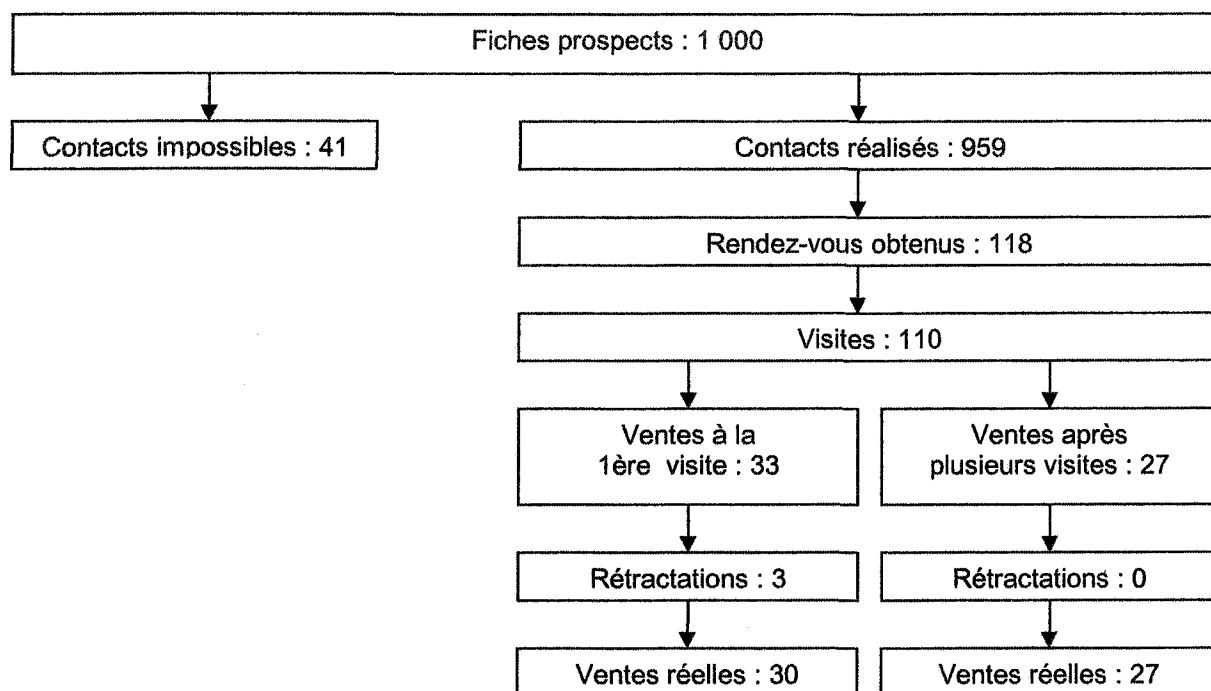 Fiches prospects : 1 000
Contacts impossibles : 41
Contacts réalisés : 959
Rendez-vous obtenus : 118
Visites : 110
Ventes à la
1ère visite : 33
Ventes après
plusieurs visites : 27
Rétractations : 3
Rétractations : 0
Ventes réelles : 30
Ventes réelles : 27